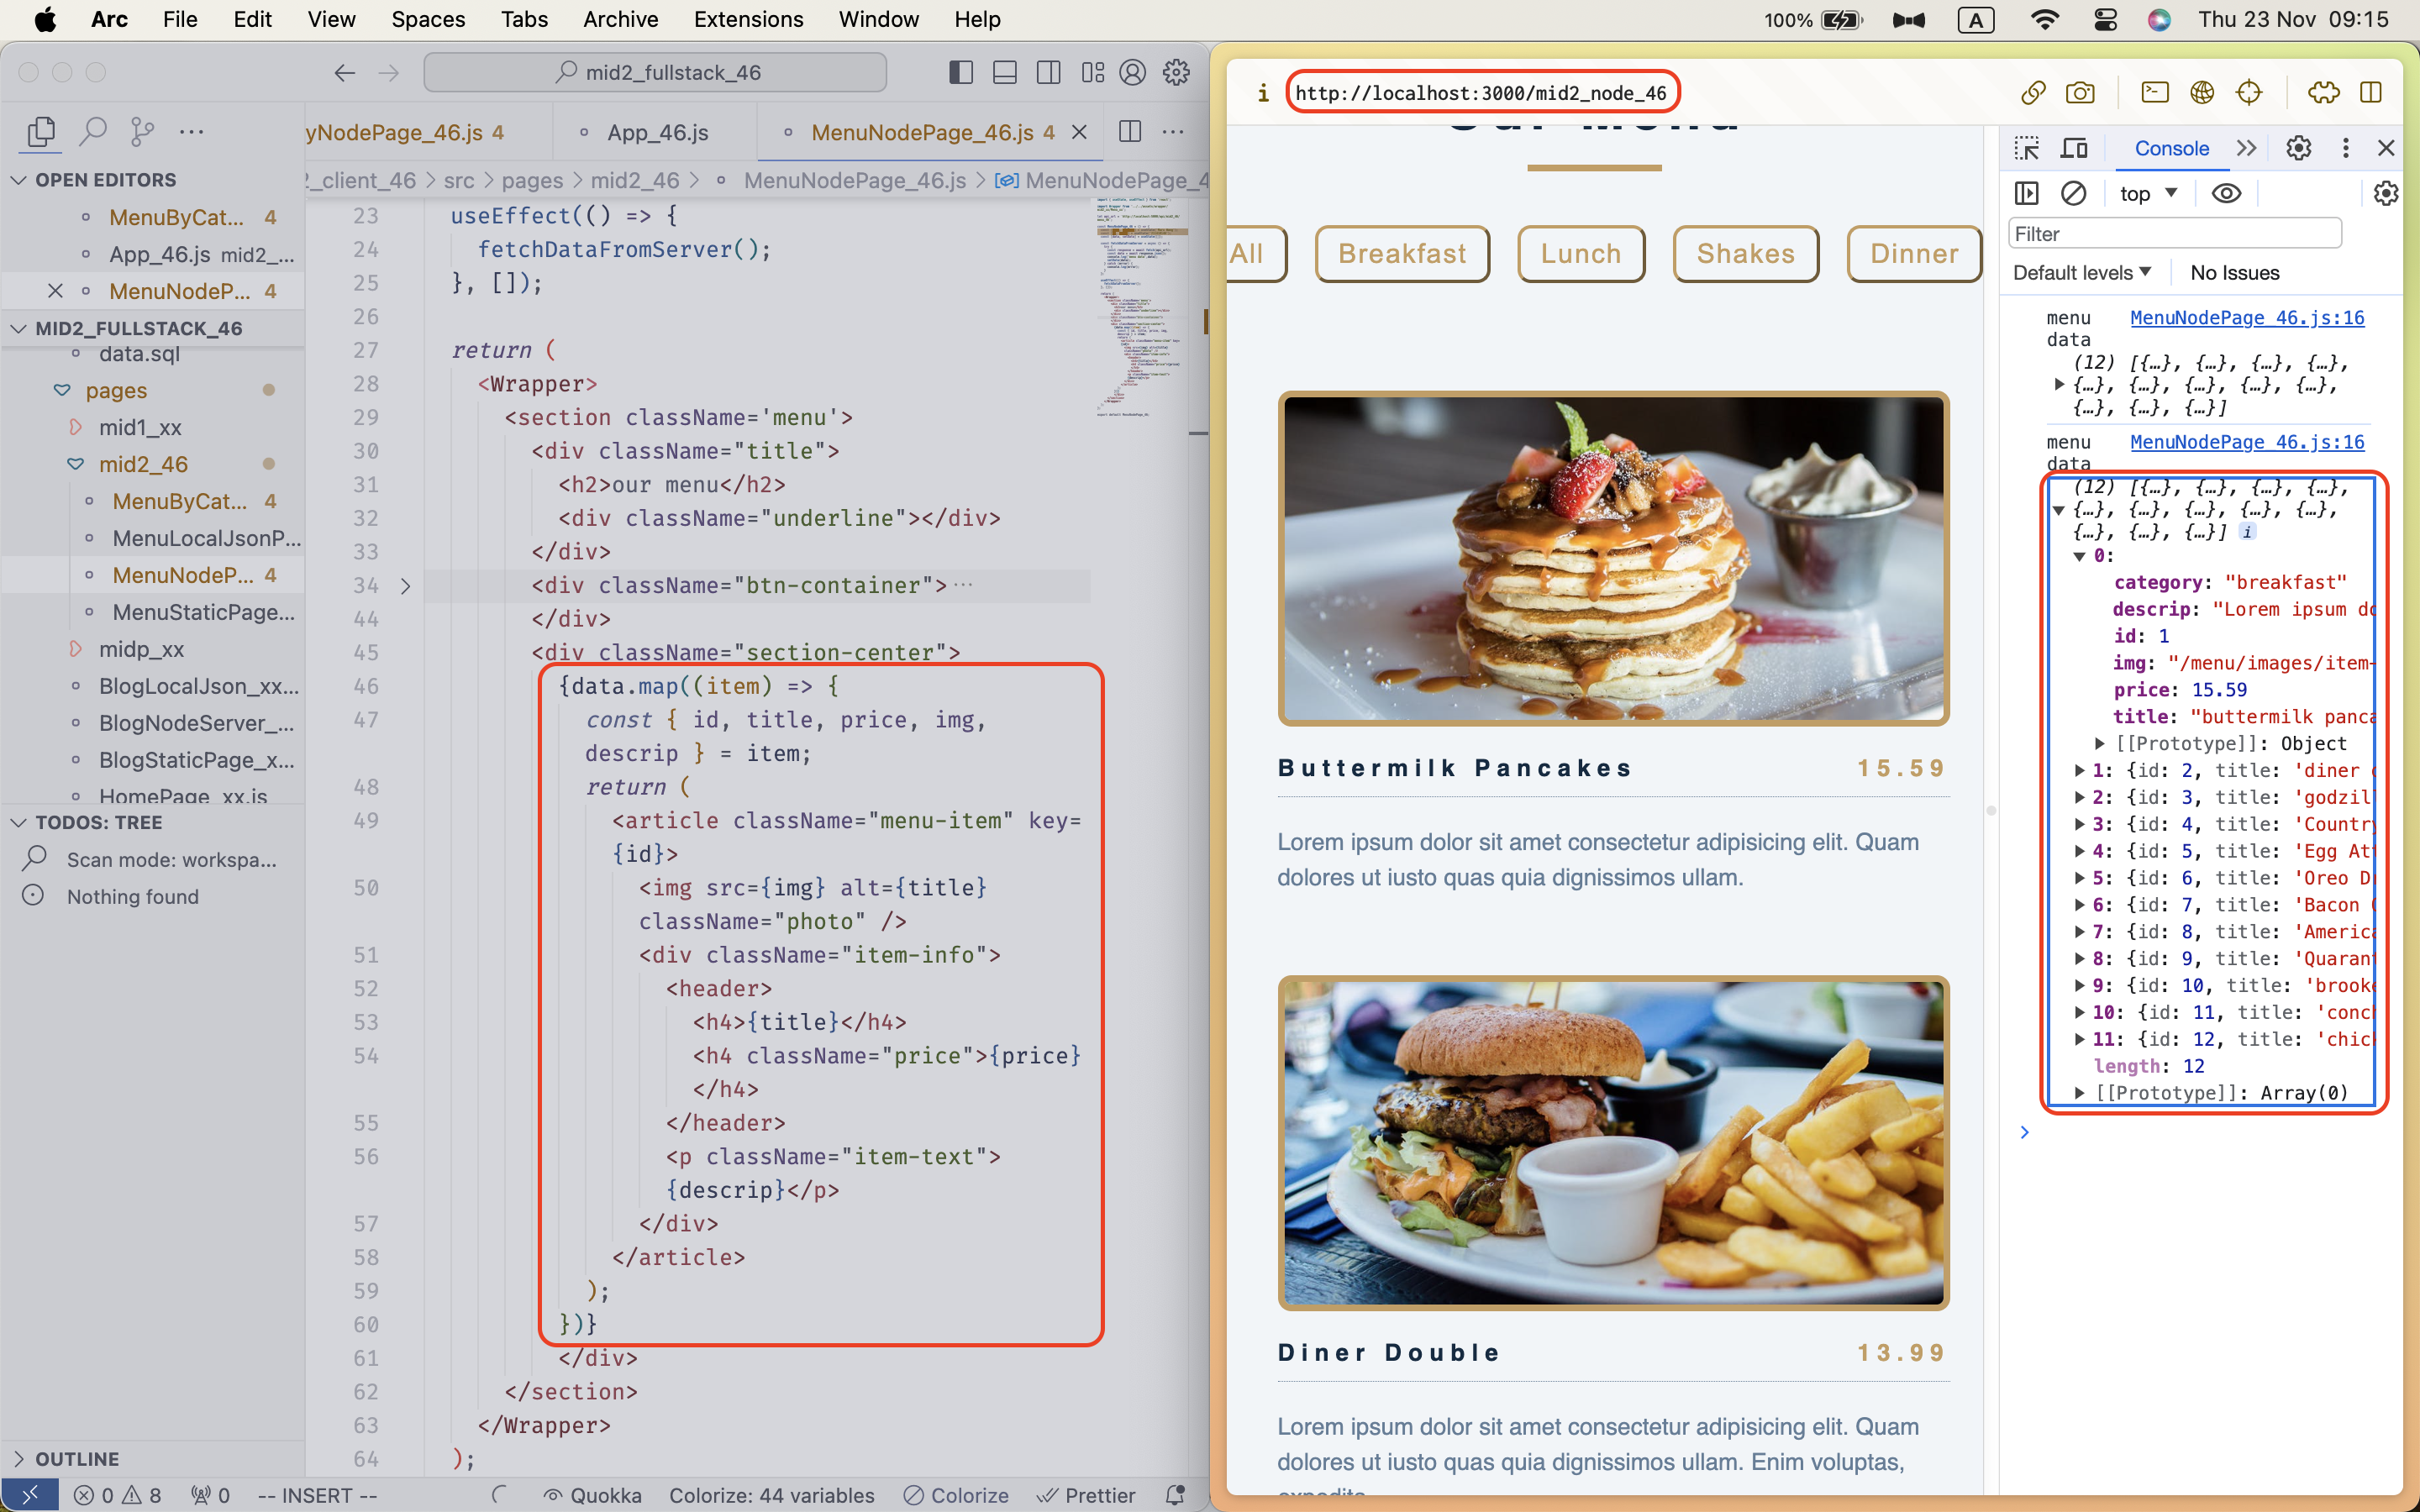 Arc File Edit View Spaces Tabs Archive Extensions Window Help 100% A Thu 23 Nov 09:15
mid2_fullstack_46
yNodePage_46.js 4 App_46.js MenuNodePage_46.js 4
_client_46 > src > pages > mid2_46 > MenuNodePage_46.js > MenuNodePage_4
OPEN EDITORS
MenuByCat... 4
App_46.js mid2_...
MenuNodeP... 4
MID2_FULLSTACK_46
data.sql
pages
mid1_xx
mid2_46
MenuByCat... 4
MenuLocalJsonP...
MenuNodeP... 4
MenuStaticPage...
midp_xx
BlogLocalJson_xx...
BlogNodeServer_...
BlogStaticPage_x...
HomePage_xx.js
TODOS: TREE
Scan mode: workspa...
Nothing found
OUTLINE
23 useEffect(() => {
24 fetchDataFromServer();
25 }, []);
26
27 return (
28 <Wrapper>
29 <section className='menu'>
30 <div className="title">
31 <h2>our menu</h2>
32 <div className="underline"></div>
33 </div>
34 <div className="btn-container">···
44 </div>
45 <div className="section-center">
46 {data.map((item) => {
47 const { id, title, price, img,
descrip } = item;
48 return (
49 <article className="menu-item" key=
{id}>
50 <img src={img} alt={title}
className="photo" />
51 <div className="item-info">
52 <header>
53 <h4>{title}</h4>
54 <h4 className="price">{price}
</h4>
55 </header>
56 <p className="item-text">
{descrip}</p>
57 </div>
58 </article>
59 );
60 })}
61 </div>
62 </section>
63 </Wrapper>
64 );
0 8 0 -- INSERT -- Quokka Colorize: 44 variables Colorize Prettier
http://localhost:3000/mid2_node_46
Our Menu
All Breakfast Lunch Shakes Dinner
Buttermilk Pancakes 15.59
Lorem ipsum dolor sit amet consectetur adipisicing elit. Quam
dolores ut iusto quas quia dignissimos ullam.
Diner Double 13.99
Lorem ipsum dolor sit amet consectetur adipisicing elit. Quam
dolores ut iusto quas quia dignissimos ullam. Enim voluptas,
expedita
Console
top
Filter
Default levels No Issues
menu MenuNodePage_46.js:16
data
(12) [{…}, {…}, {…}, {…},
{…}, {…}, {…}, {…}, {…},
{…}, {…}, {…}]
menu MenuNodePage_46.js:16
data
(12) [{…}, {…}, {…}, {…},
{…}, {…}, {…}, {…}, {…},
{…}, {…}, {…}] i
0:
category: "breakfast"
descrip: "Lorem ipsum do
id: 1
img: "/menu/images/item-
price: 15.59
title: "buttermilk panca
[[Prototype]]: Object
1: {id: 2, title: 'diner
2: {id: 3, title: 'godzil
3: {id: 4, title: 'Country
4: {id: 5, title: 'Egg Att
5: {id: 6, title: 'Oreo D
6: {id: 7, title: 'Bacon
7: {id: 8, title: 'America
8: {id: 9, title: 'Quarant
9: {id: 10, title: 'brooke
10: {id: 11, title: 'conch
11: {id: 12, title: 'chick
length: 12
[[Prototype]]: Array(0)